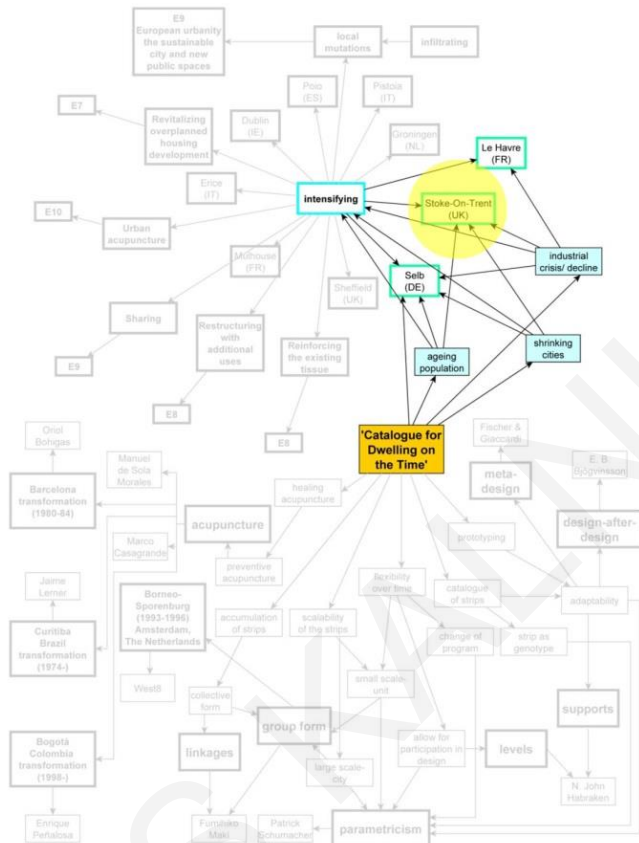 E9
European urbanity
the sustainable
city and new
public spaces
local
mutations
infiltrating
Poio
(ES)
Pistoia
(IT)
E7
Revitalizing
overplanned
housing
development
Dublin
(IE)
Groningen
(NL)
Le Havre
(FR)
Erice
(IT)
intensifying
Stoke-On-Trent
(UK)
E10
Urban
acupuncture
Mulhouse
(FR)
industrial
crisis/ decline
Selb
(DE)
Sheffield
(UK)
Sharing
Restructuring
with
additional
uses
Reinforcing
the existing
tissue
ageing
population
shrinking
cities
E9
E8
E8
'Catalogue for
Dwelling on
the Time'
Oriol
Bohigas
Manuel
de Sola
Morales
Fischer &
Giaccardi
E. B.
Björgvinsson
healing
acupuncture
meta-
design
Barcelona
transformation
(1980-84)
acupuncture
design-after-
design
prototyping
Marco
Casagrande
preventive
acupuncture
flexibility
over time
catalogue
of strips
adaptability
Jaime
Lerner
Borneo-
Sporenburg
(1993-1996)
Amsterdam,
The Netherlands
accumulation
of strips
scalability
of the strips
change of
program
strip as
genotype
Curitiba
Brazil
transformation
(1974-)
West8
collective
form
small scale-
unit
supports
group form
linkages
allow for
participation in
design
levels
Bogotà
Colombia
transformation
(1998-)
large scale-
city
N. John
Habraken
Enrique
Peñalosa
Fumihiko
Maki
Patrick
Schumacher
parametricism